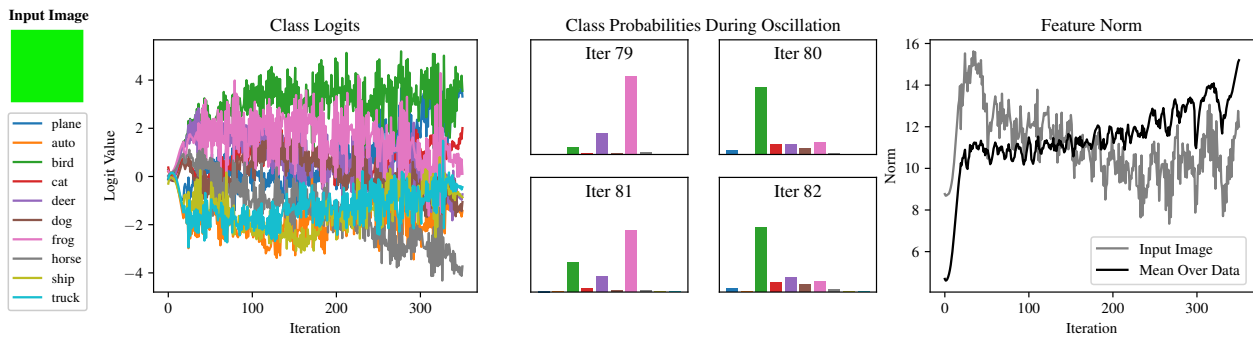 Input Image
plane
auto
bird
cat
deer
dog
frog
horse
ship
truck
Class Logits
Logit Value
4
2
0
−2
−4
0
100
200
300
Iteration
Class Probabilities During Oscillation
Iter 79
Iter 80
Iter 81
Iter 82
Feature Norm
Norm
16
14
12
10
8
6
Input Image
Mean Over Data
0
100
200
300
Iteration